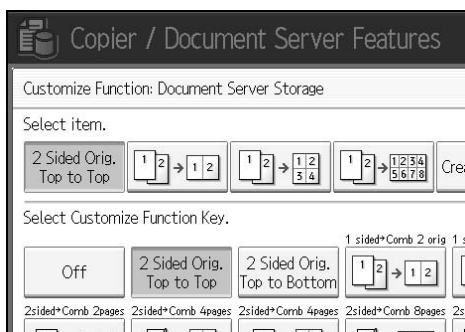 Copier / Document Server Features
Customize Function: Document Server Storage
Select item.
2 Sided Orig.
Top to Top
1 2 → 1 2
1 2 → 1 2
3 4
1 2 → 1 2 3 4
5 6 7 8
Select Customize Function Key.
1 sided→Comb 2 orig
Off
2 Sided Orig.
Top to Top
2 Sided Orig.
Top to Bottom
1 2 → 1 2
2sided→Comb 2pages 2sided→Comb 4pages 2sided→Comb 4pages 2sided→Comb 8pages